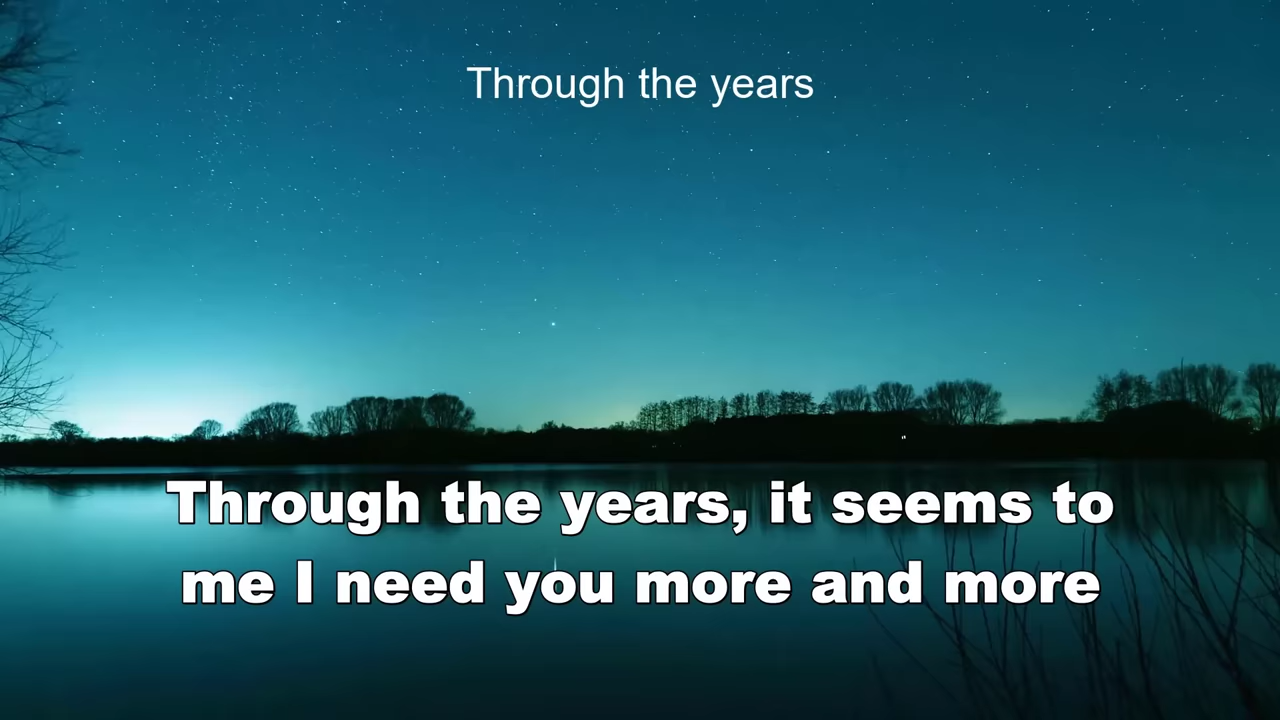 Through the years
Through the years, it seems to
me I need you more and more